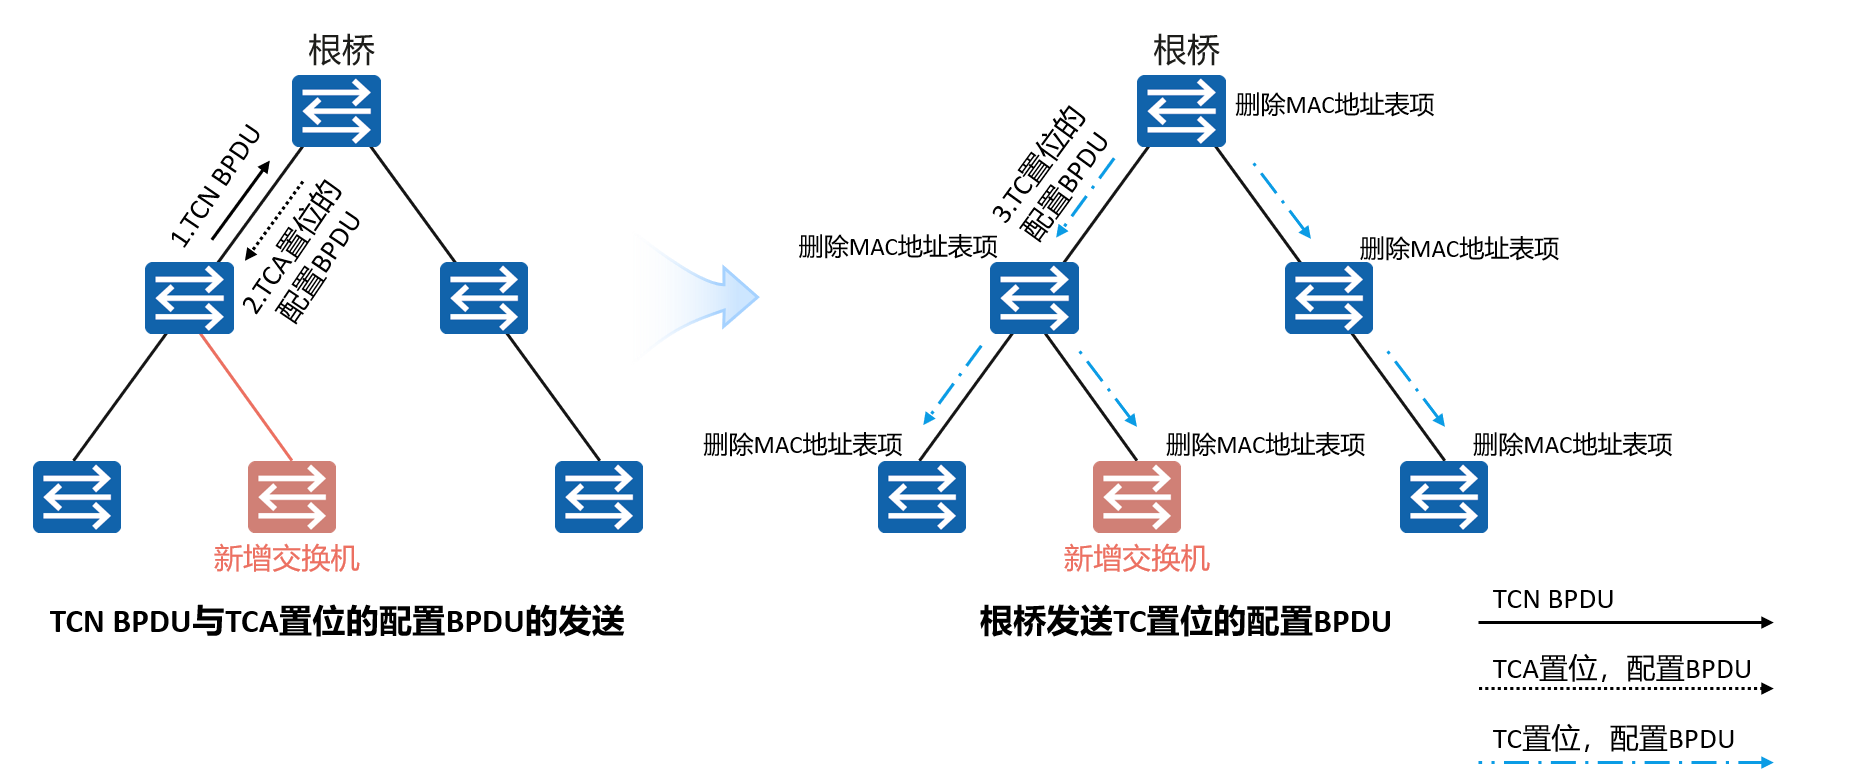 根桥
1.TCN BPDU
2.TCA置位的
配置BPDU
新增交换机
TCN BPDU与TCA置位的配置BPDU的发送
根桥
删除MAC地址表项
3.TC置位的
配置BPDU
删除MAC地址表项
删除MAC地址表项
删除MAC地址表项
删除MAC地址表项
删除MAC地址表项
新增交换机
根桥发送TC置位的配置BPDU
TCN BPDU
TCA置位，配置BPDU
TC置位，配置BPDU